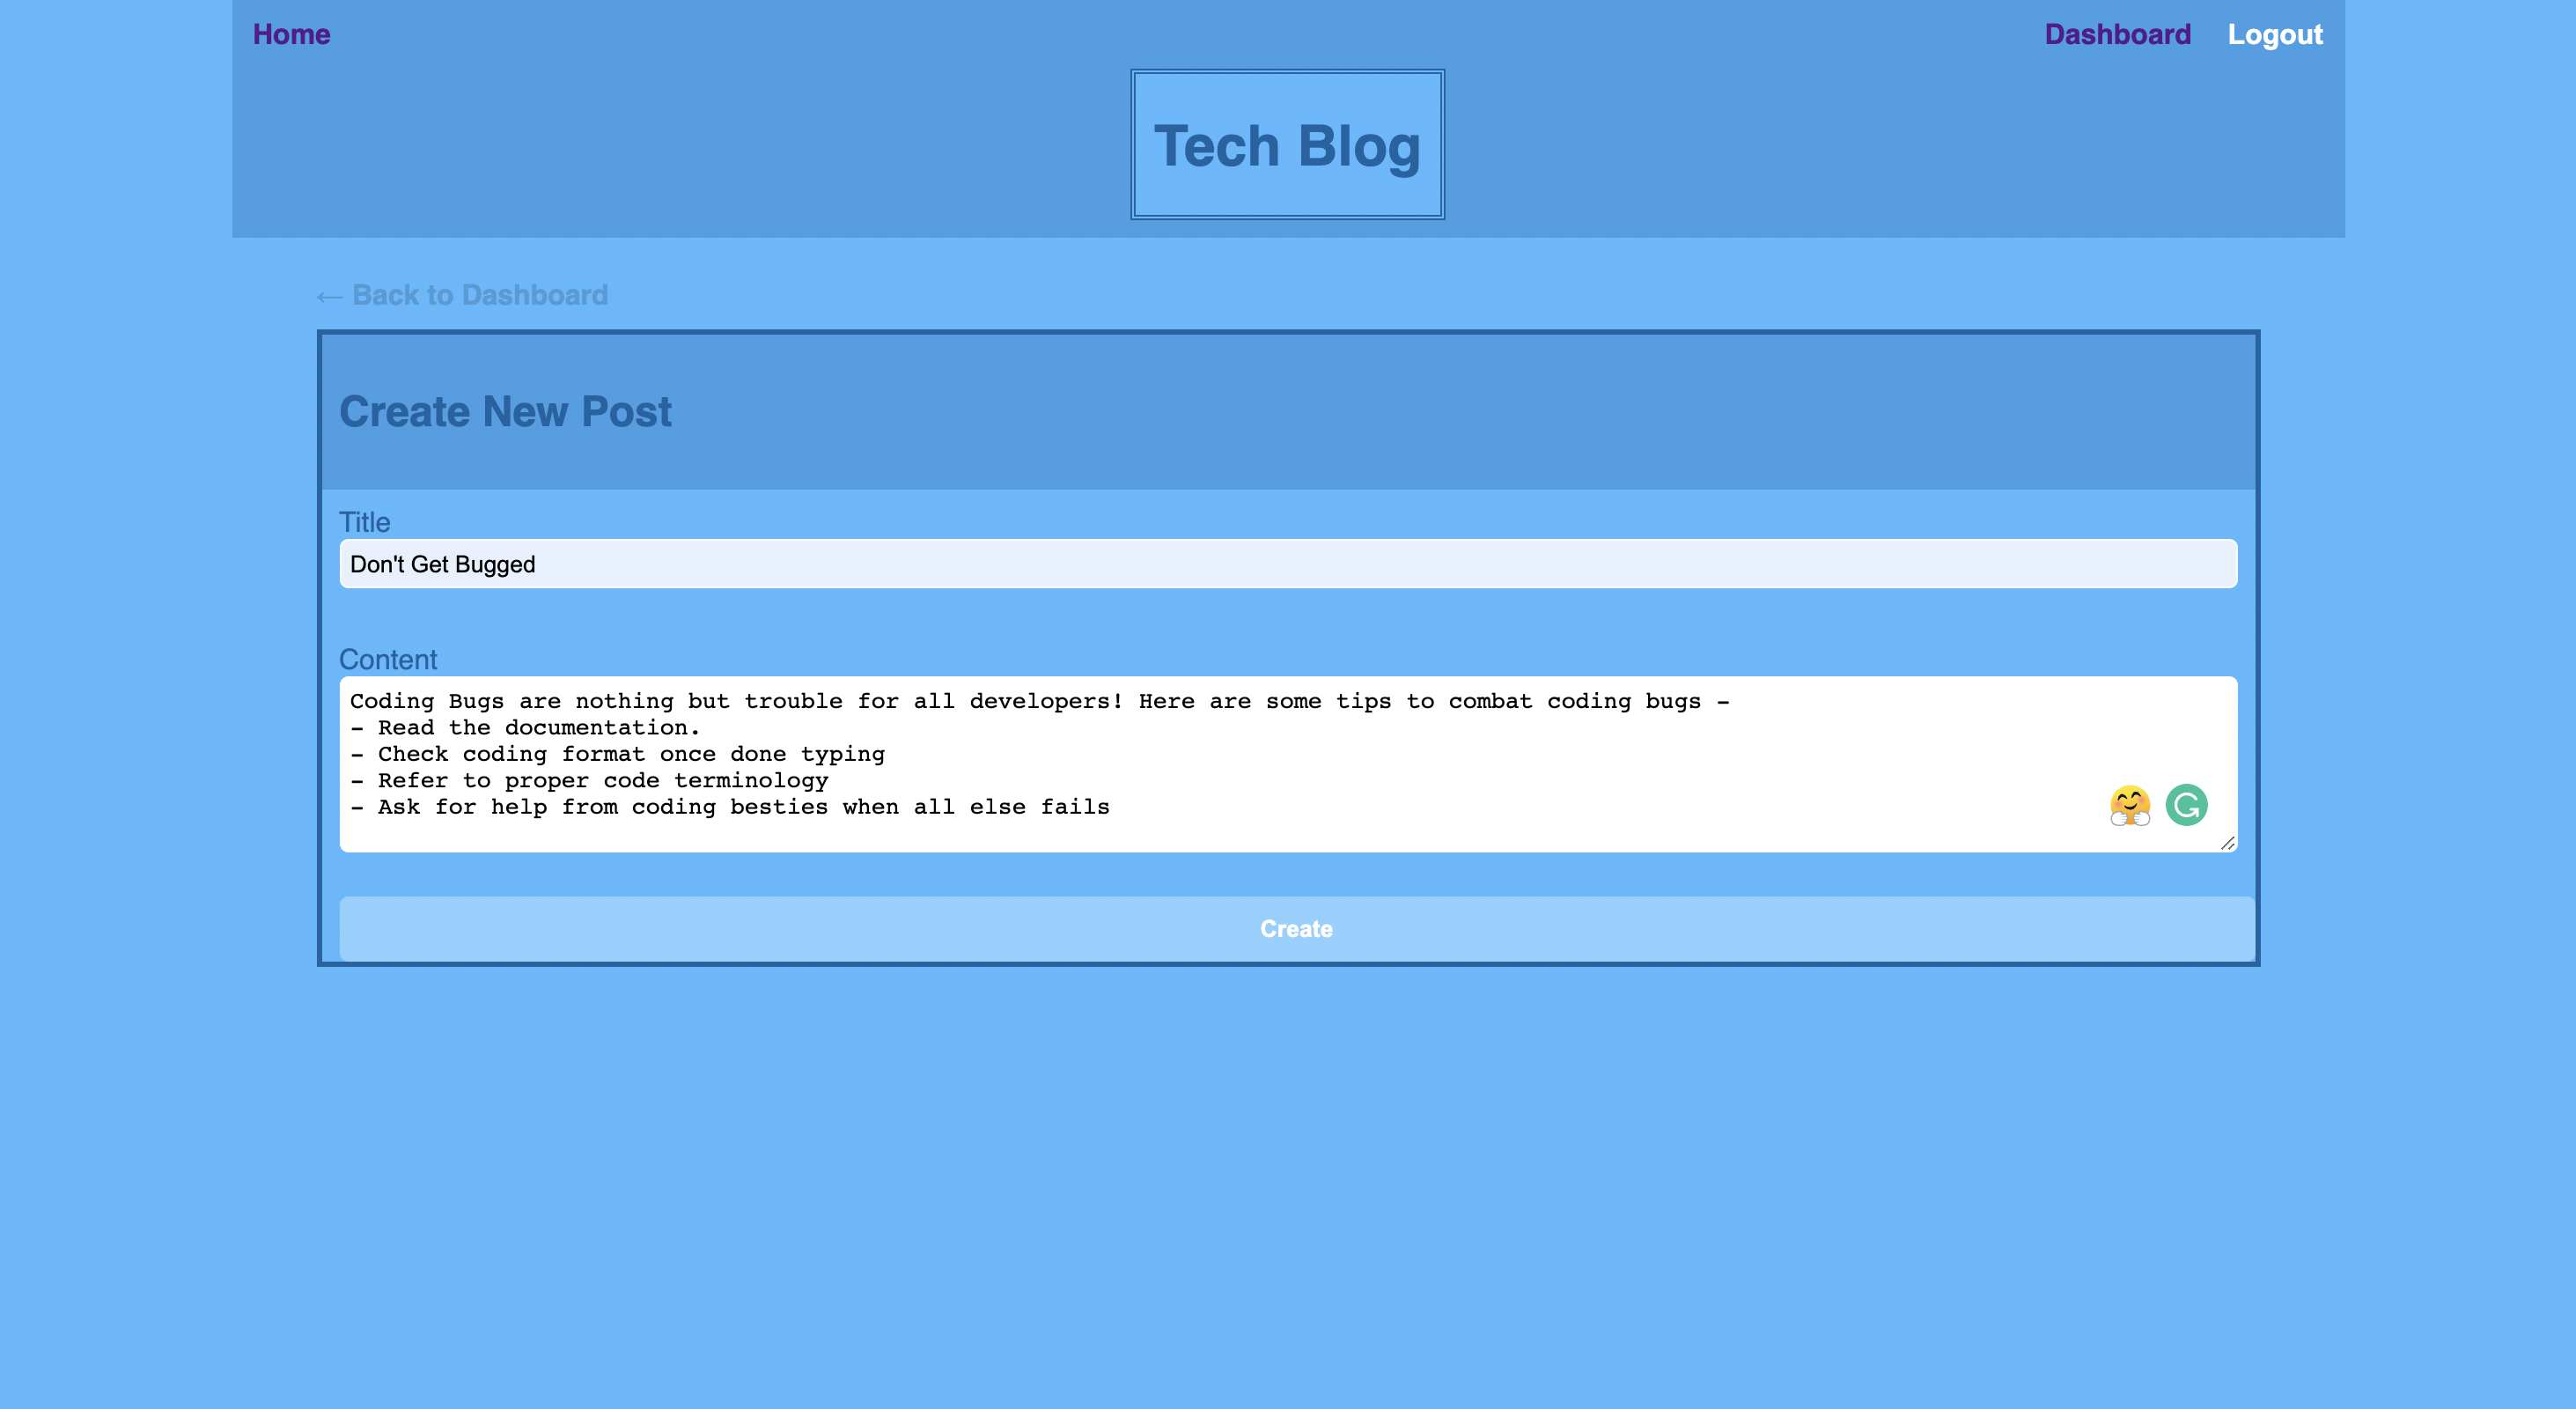 Home
Dashboard
Logout
Tech Blog
← Back to Dashboard
Create New Post
Title
Don't Get Bugged
Content
Coding Bugs are nothing but trouble for all developers! Here are some tips to combat coding bugs -
- Read the documentation.
- Check coding format once done typing
- Refer to proper code terminology
- Ask for help from coding besties when all else fails
Create